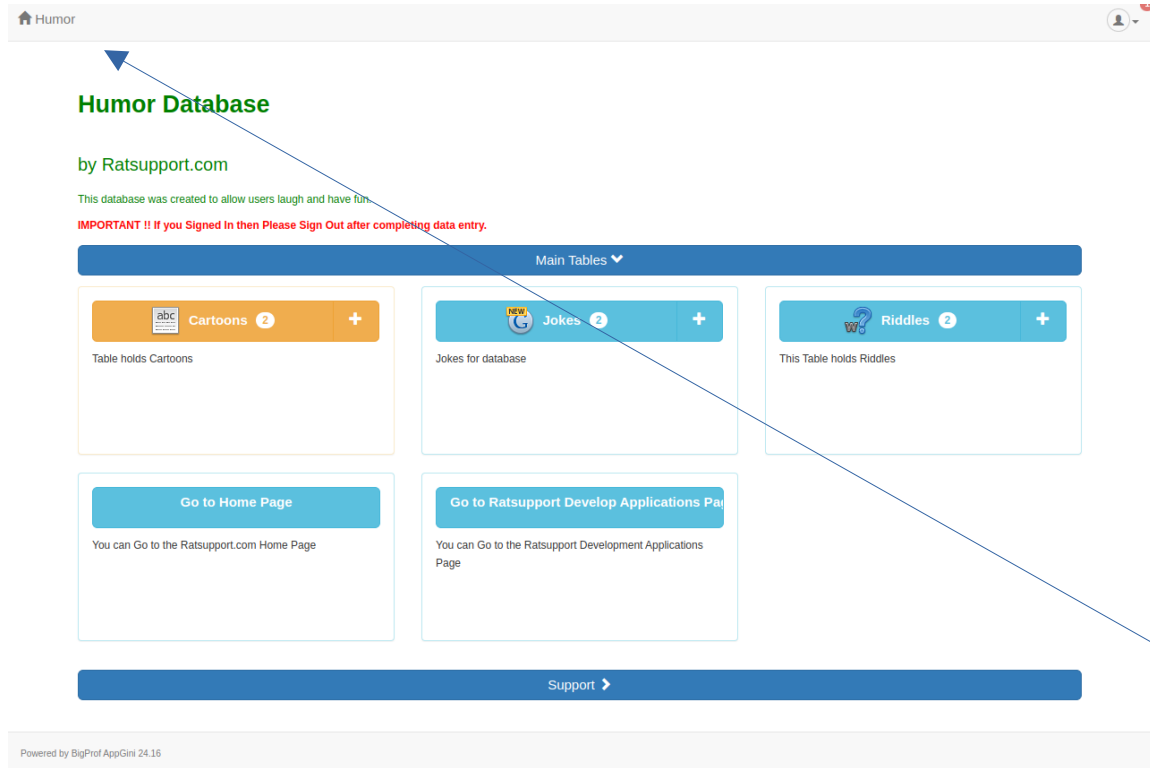 Humor
Humor Database
by Ratsupport.com
This database was created to allow users laugh and have fun.
IMPORTANT !! If you Signed In then Please Sign Out after completing data entry.
Main Tables
abc Cartoons 2 +
NEW G Jokes 2 +
W? Riddles 2 +
Table holds Cartoons
Jokes for database
This Table holds Riddles
Go to Home Page
Go to Ratsupport Develop Applications
You can Go to the Ratsupport.com Home Page
You can Go to the Ratsupport Development Applications
Page
Support
Powered by BigProf AppGini 24.16